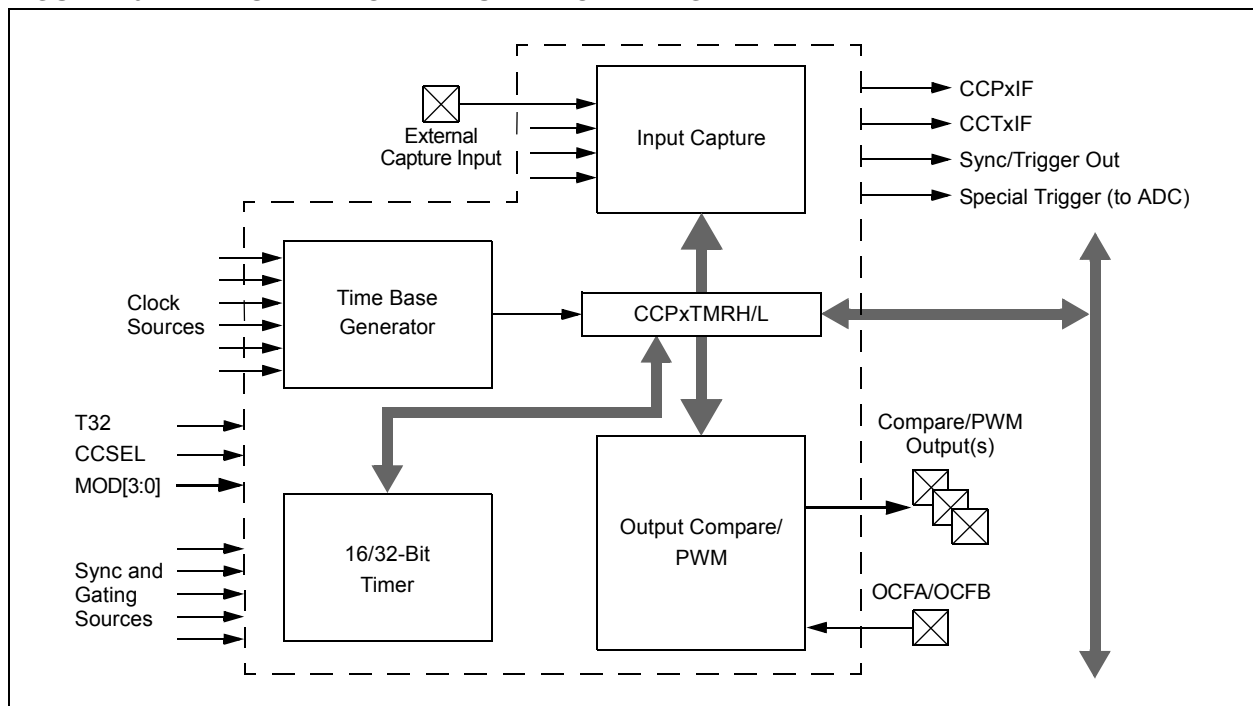 External
Capture Input
Input Capture
CCPxIF
CCTxIF
Sync/Trigger Out
Special Trigger (to ADC)
Clock
Sources
Time Base
Generator
CCPxTMRH/L
T32
CCSEL
MOD[3:0]
Compare/PWM
Output(s)
Sync and
Gating
Sources
16/32-Bit
Timer
Output Compare/
PWM
OCFA/OCFB